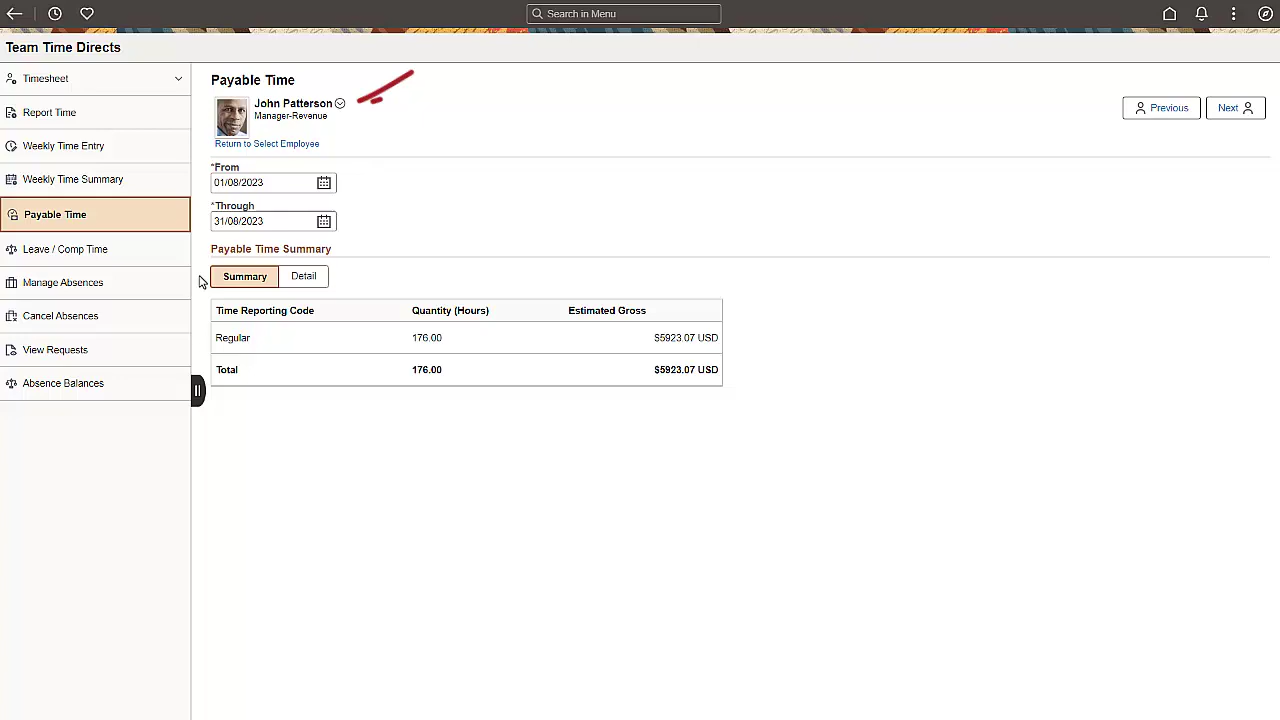 Search in Menu
Team Time Directs
Timesheet
Report Time
Weekly Time Entry
Weekly Time Summary
Payable Time
Leave / Comp Time
Manage Absences
Cancel Absences
View Requests
Absence Balances
Payable Time
John Patterson
Manager-Revenue
Return to Select Employee
Previous Next
*From
01/08/2023
*Through
31/08/2023
Payable Time Summary
Summary Detail
Time Reporting Code Quantity (Hours) Estimated Gross
Regular 176.00 $5923.07 USD
Total 176.00 $5923.07 USD